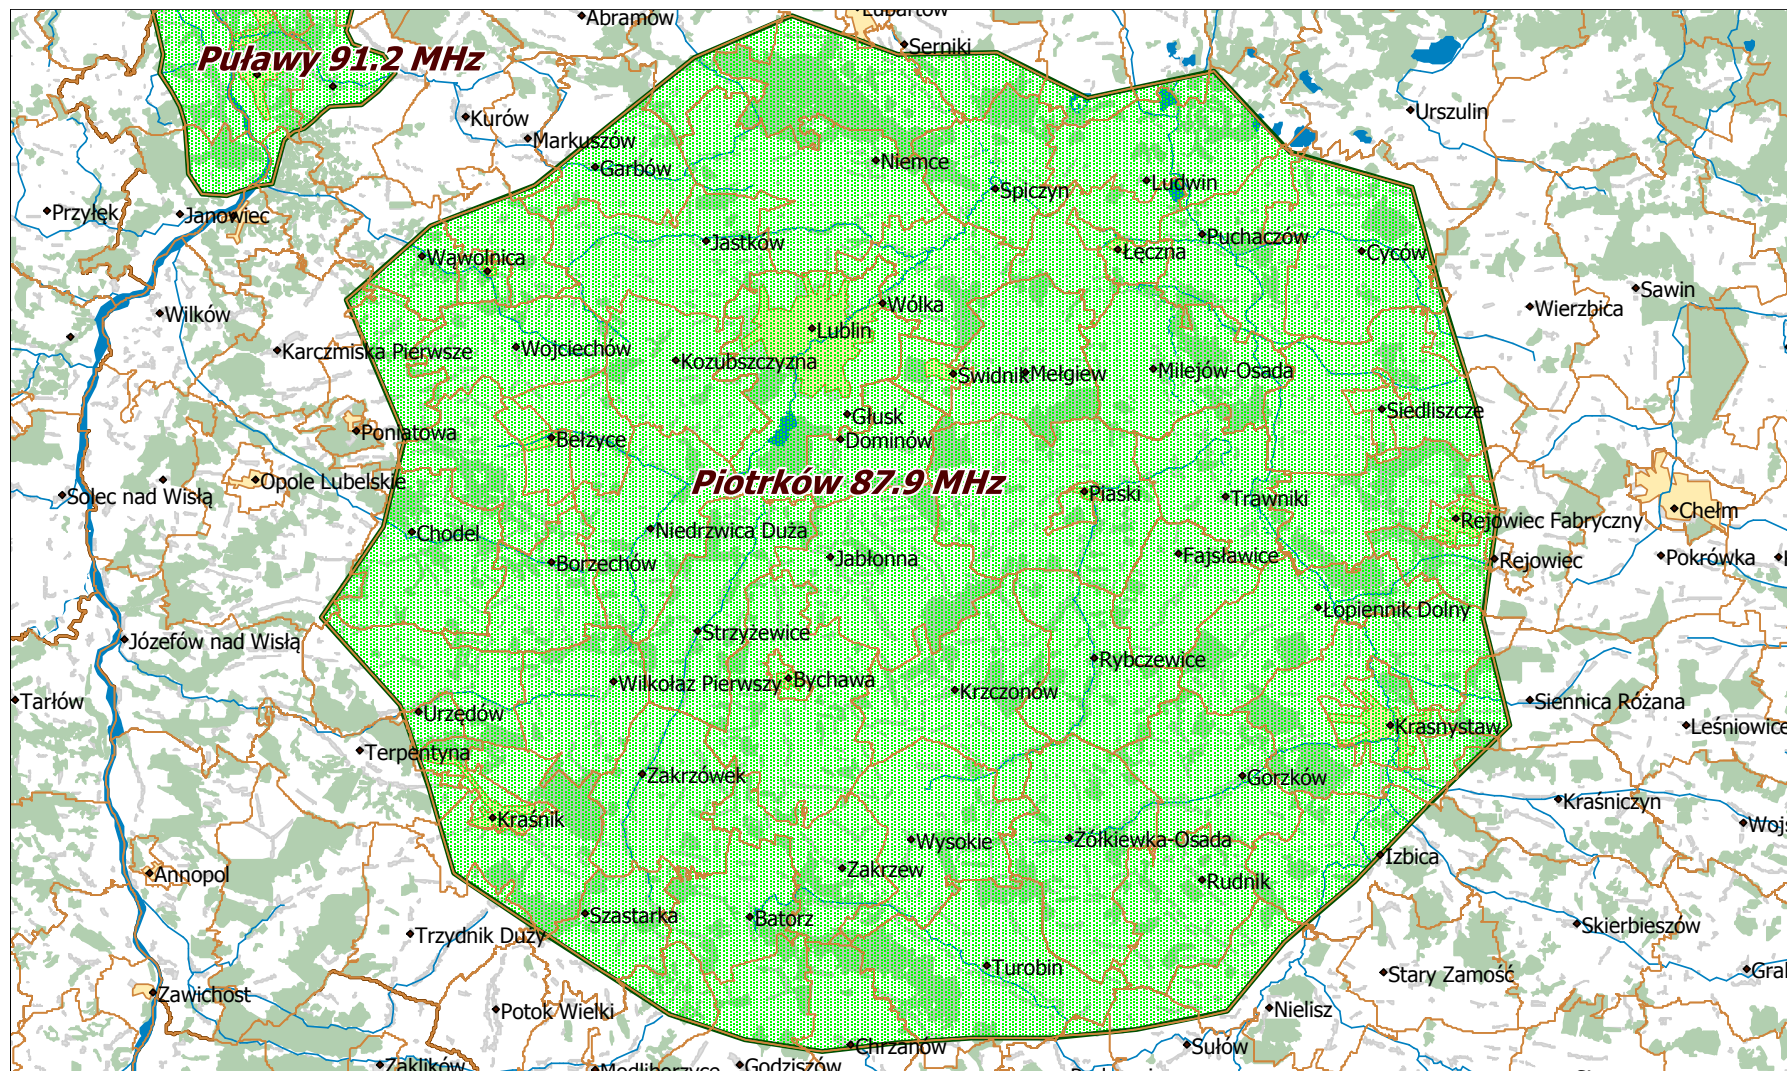 Abramów
Lubartów
Serniki
Puławy 91.2 MHz
Urszulin
Kurów
Markuszów
Garbów
Niemce
Spiczyn
Ludwin
Przyłęk
Janowiec
Jastków
Łęczna
Puchaczów
Cyców
Wąwolnica
Sawin
Wilków
Wólka
Wierzbica
Lublin
Karczmiska Pierwsze
Wojciechów
Kozubszczyzna
Świdnik
Mełgiew
Milejów-Osada
Siedliszcze
Głusk
Poniatowa
Bełżyce
Dominów
Opole Lubelskie
Piotrków 87.9 MHz
Solec nad Wisłą
Piaski
Trawniki
Chełm
Rejowiec Fabryczny
Chodel
Niedrzwica Duża
Borzechów
Jabłonna
Fajsławice
Rejowiec
Pokrówka
Łopiennik Dolny
Józefów nad Wisłą
Strzyżewice
Rybczewice
Wilkołaz Pierwszy
Bychawa
Krzczonów
Tarłów
Urzędów
Siennica Różana
Krasnystaw
Leśniowice
Terpentyna
Zakrzówek
Gorzków
Kraśniczyn
Kraśnik
Wojs
Wysokie
Żółkiewka-Osada
Izbica
Annopol
Zakrzew
Rudnik
Szastarka
Batorz
Skierbieszów
Trzydnik Duży
Turobin
Stary Zamość
Grab
Zawichost
Potok Wielki
Nielisz
Chrzanów
Sułów
Zaklików
Modliborzyce
Godziszów